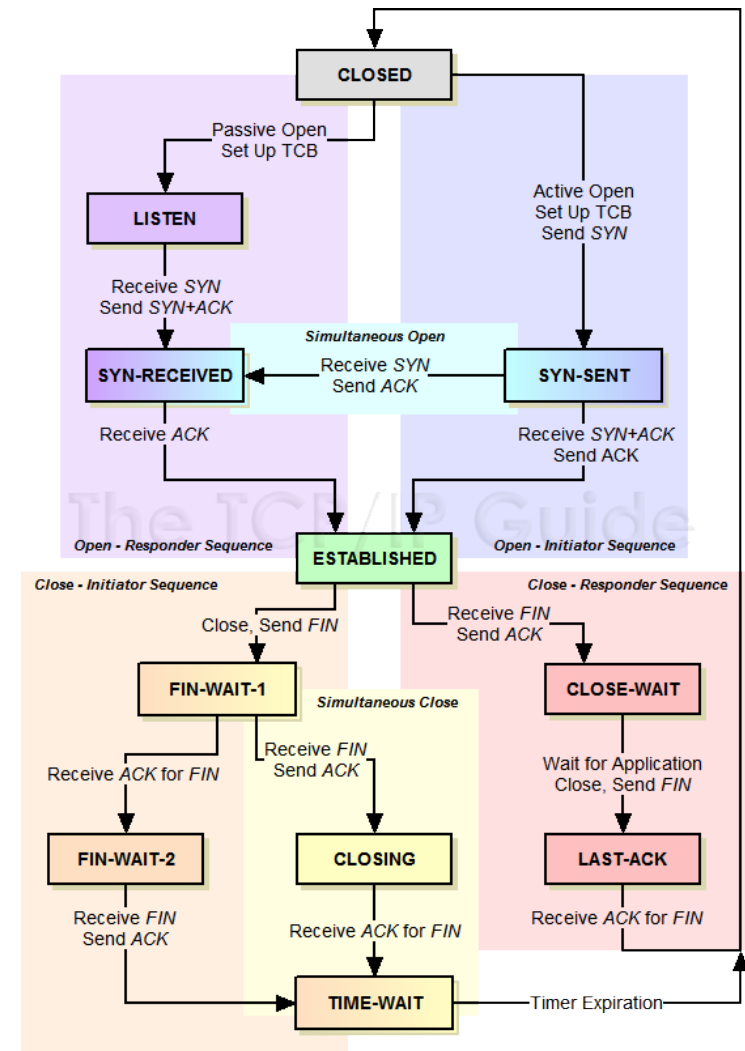 CLOSED
Passive Open
Set Up TCB
Active Open
Set Up TCB
Send SYN
LISTEN
Receive SYN
Send SYN+ACK
Simultaneous Open
SYN-RECEIVED
Receive SYN
Send ACK
SYN-SENT
Receive ACK
Receive SYN+ACK
Send ACK
The TCP/IP Guide
Open - Responder Sequence
Open - Initiator Sequence
ESTABLISHED
Close - Initiator Sequence
Close - Responder Sequence
Close, Send FIN
Receive FIN
Send ACK
FIN-WAIT-1
CLOSE-WAIT
Simultaneous Close
Receive ACK for FIN
Receive FIN
Send ACK
Wait for Application
Close, Send FIN
FIN-WAIT-2
CLOSING
LAST-ACK
Receive FIN
Send ACK
Receive ACK for FIN
Receive ACK for FIN
TIME-WAIT
Timer Expiration